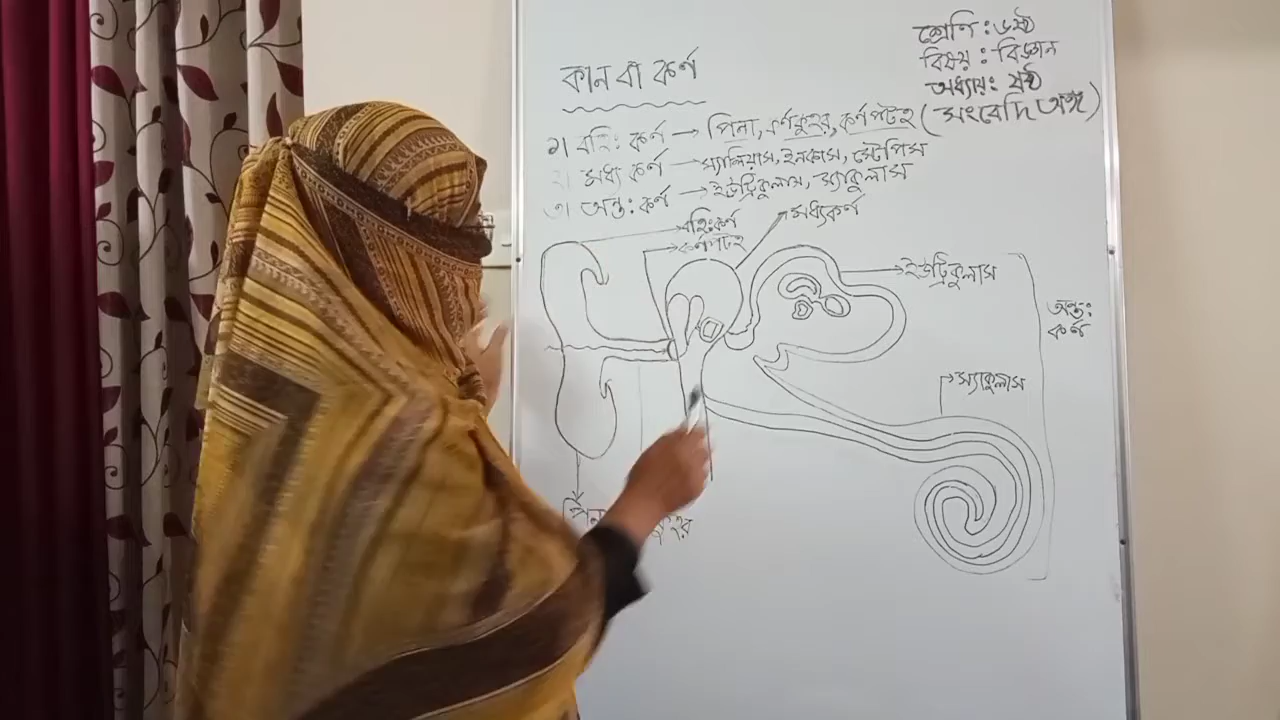 শ্রেণি : ৬ষ্ঠ
বিষয় : বিজ্ঞান
অধ্যায়ঃ ষষ্ঠ
(সংবেদি অঙ্গ)
কান বা কর্ণ
১। বহিঃ কর্ণ → পিনা, কর্ণকুহর, কর্ণপটহ
২। মধ্য কর্ণ → ম্যালিয়াস, ইনকাস, স্টেপিস
৩। অন্তঃ কর্ণ → ইউট্রিকুলাস, স্যাকুলাস
বহিঃকর্ণ
কর্ণপটহ
মধ্যকর্ণ
ইউট্রিকুলাস
অন্তঃ
কর্ণ
স্যাকুলাস